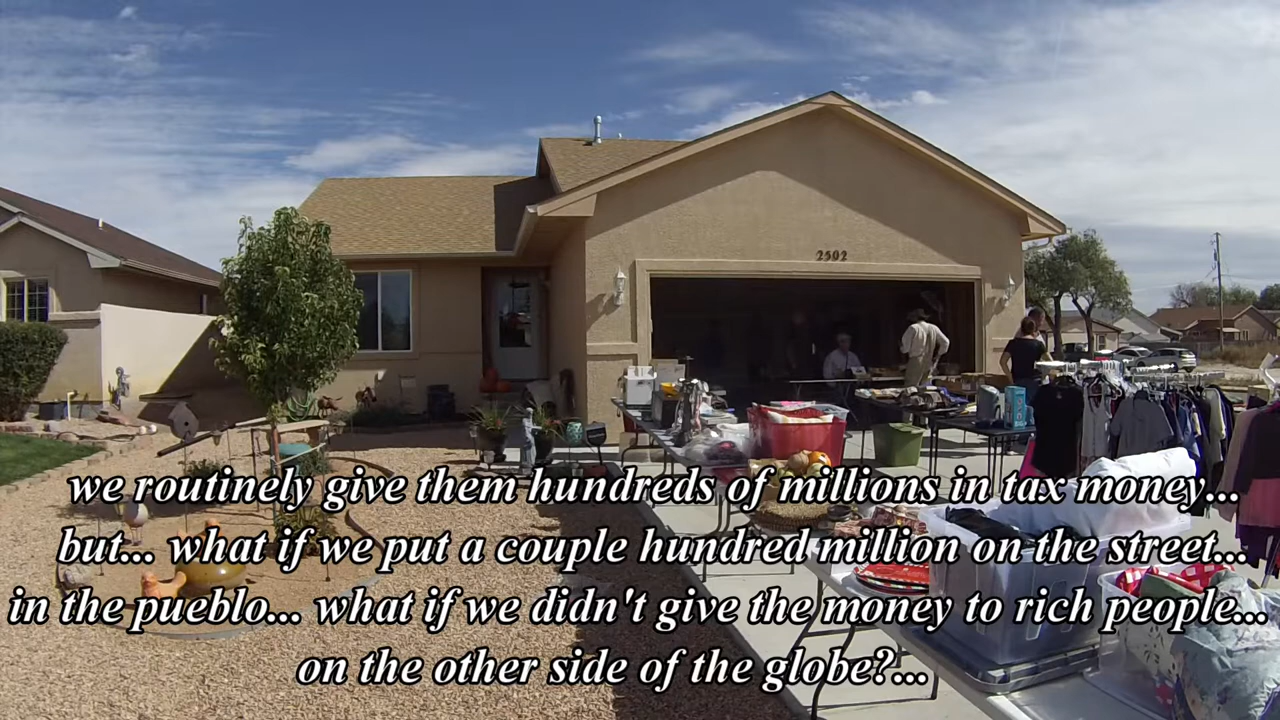 2502
we routinely give them hundreds of millions in tax money...
but... what if we put a couple hundred million on the street...
in the pueblo... what if we didn't give the money to rich people...
on the other side of the globe?...